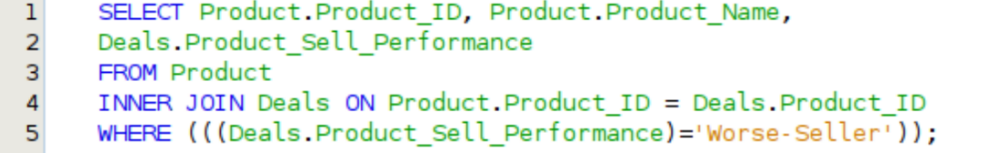 1 SELECT Product.Product_ID, Product.Product_Name,
2 Deals.Product_Sell_Performance
3 FROM Product
4 INNER JOIN Deals ON Product.Product_ID = Deals.Product_ID
5 WHERE (((Deals.Product_Sell_Performance)='Worse-Seller'));